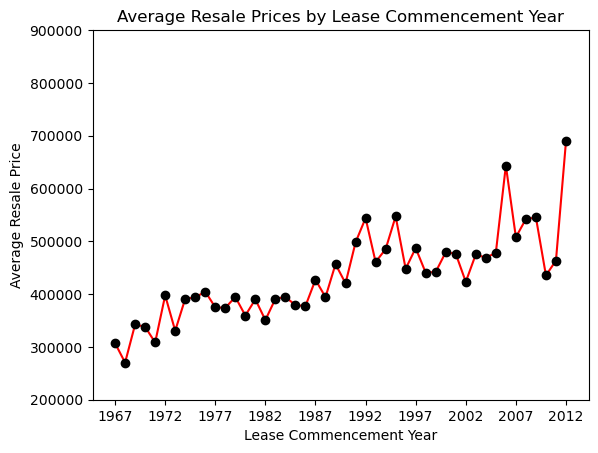 Average Resale Prices by Lease Commencement Year
900000
800000
700000
600000
500000
400000
300000
200000
Average Resale Price
1967 1972 1977 1982 1987 1992 1997 2002 2007 2012
Lease Commencement Year